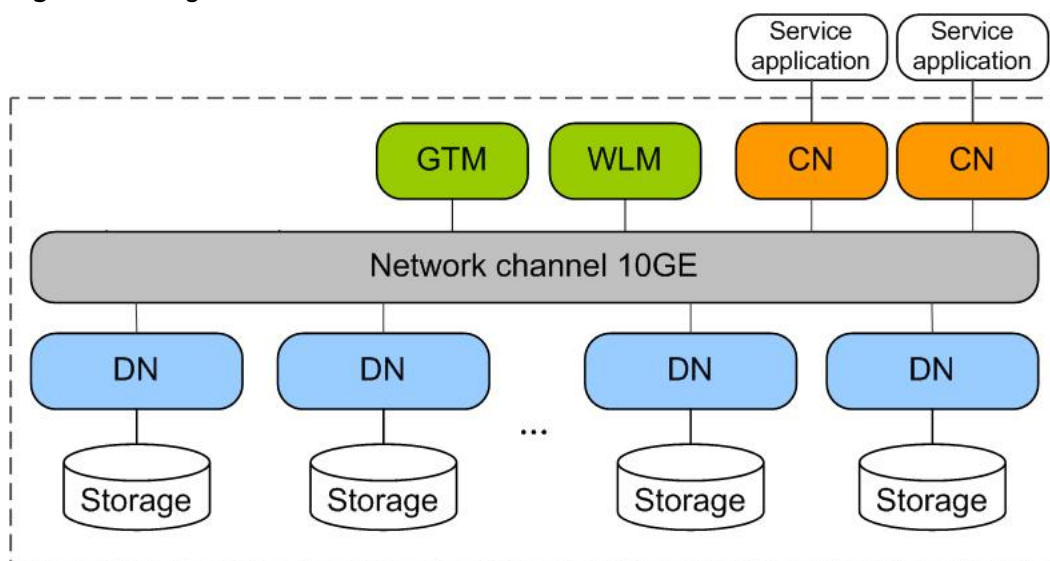 Service
application
Service
application
GTM
WLM
CN
CN
Network channel 10GE
DN
DN
DN
DN
...
Storage
Storage
Storage
Storage